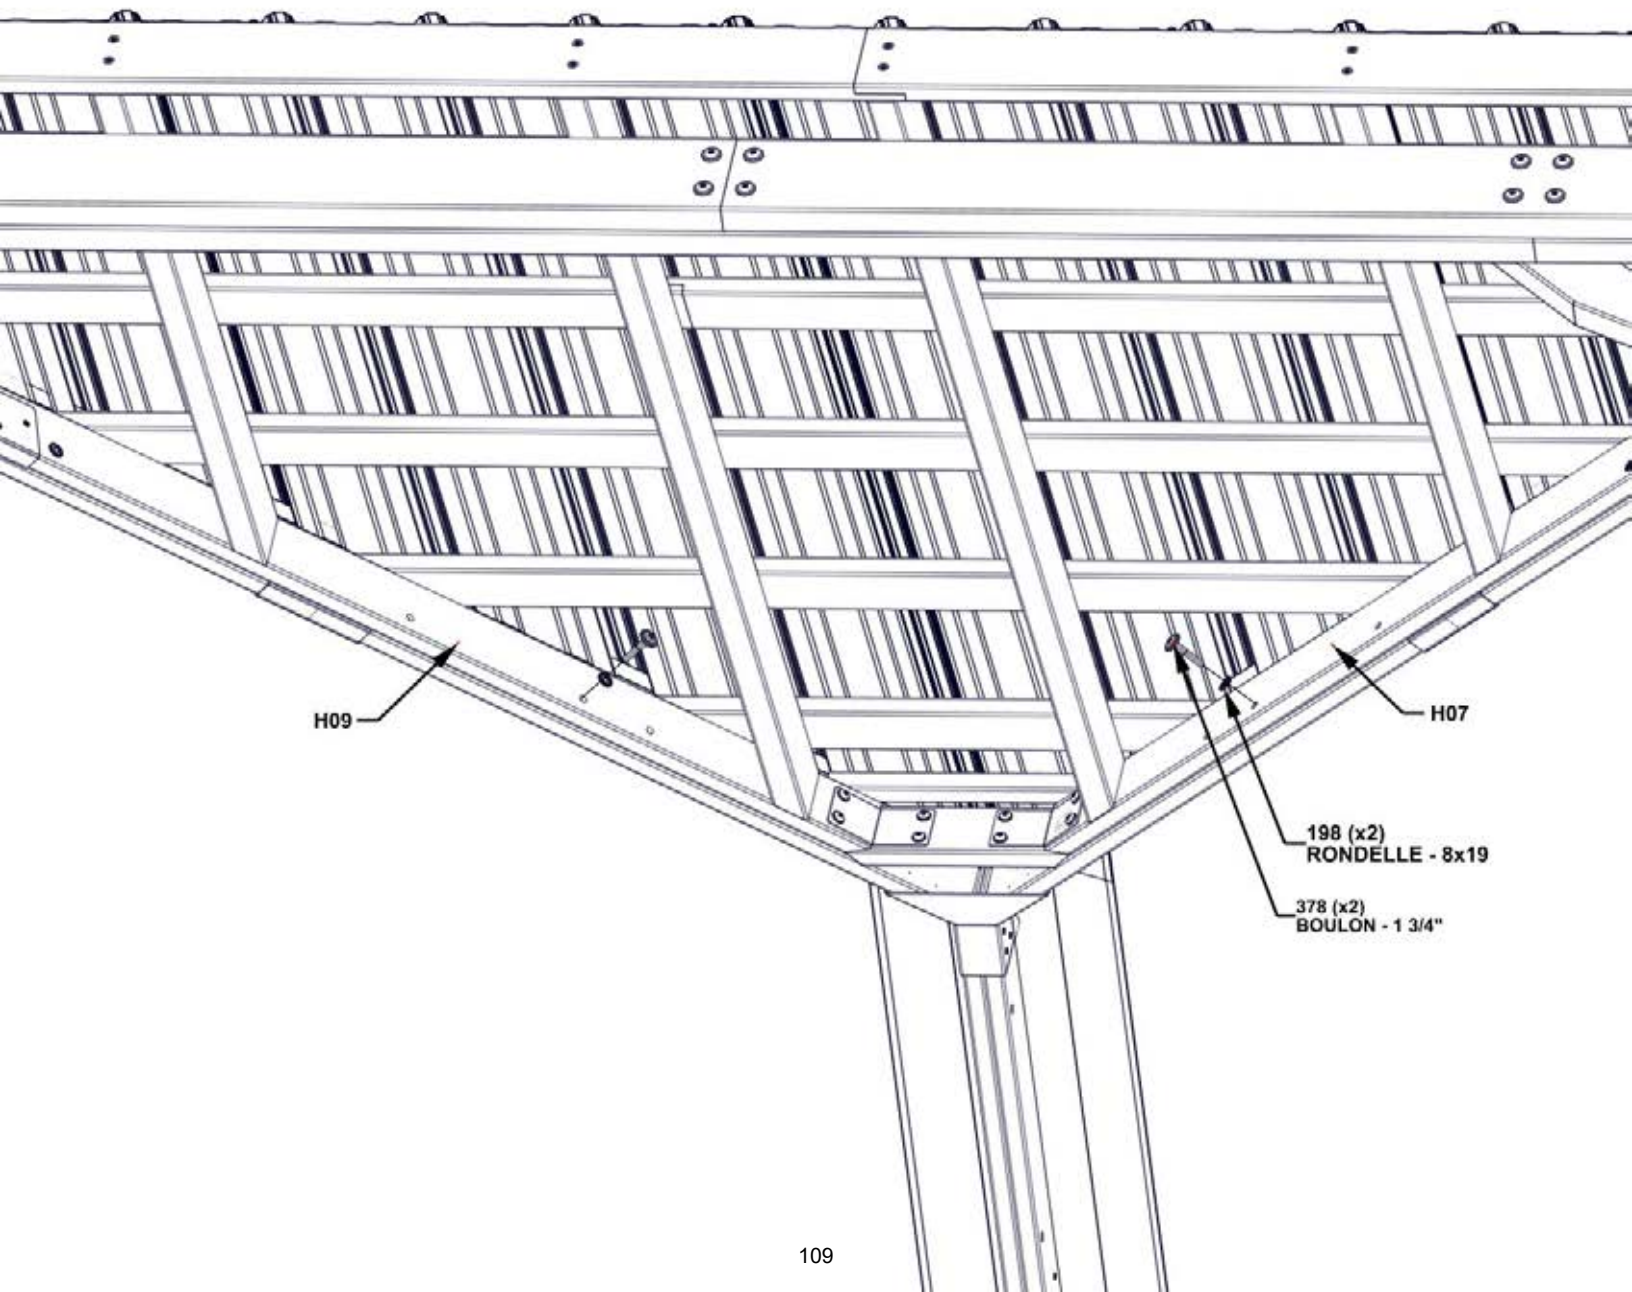 H09
H07
198 (x2)
RONDELLE - 8x19
378 (x2)
BOULON - 1 3/4"
109